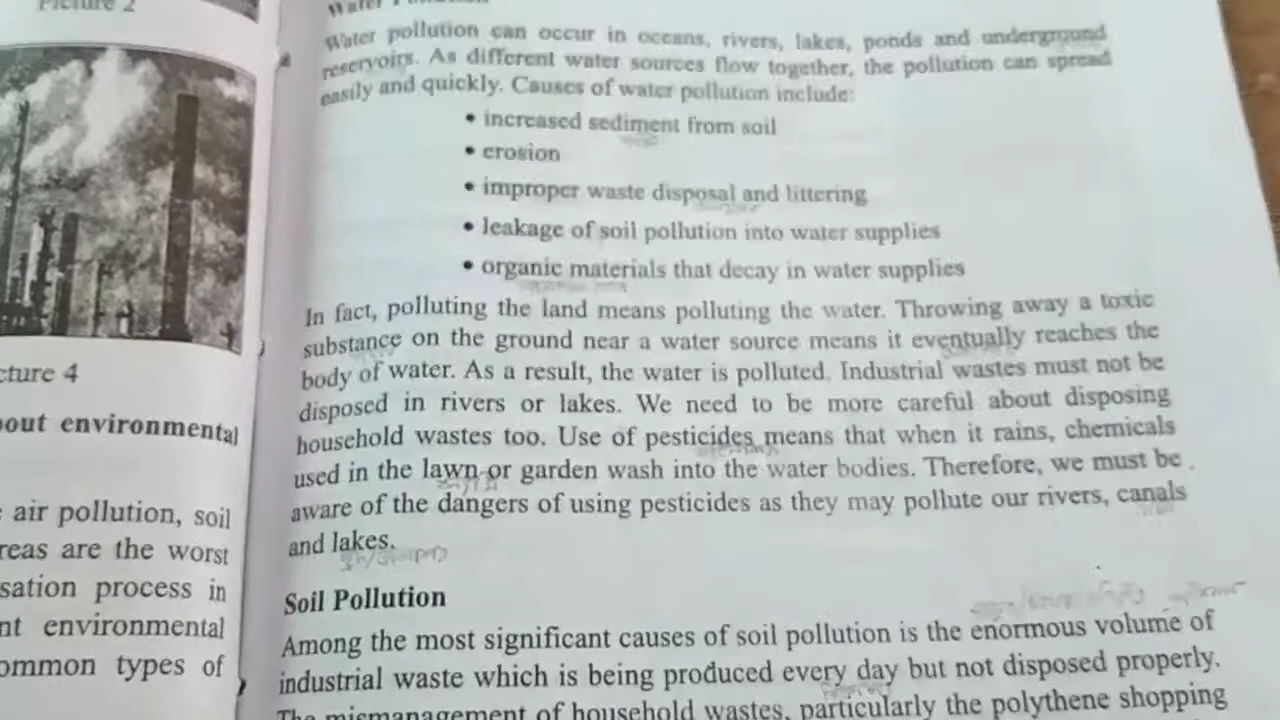 Picture 2
cture 4
out environmental
air pollution, soil
reas are the worst
sation process in
nt environmental
ommon types of
Water
Water pollution can occur in oceans, rivers, lakes, ponds and underground
reservoirs. As different water sources flow together, the pollution can spread
easily and quickly. Causes of water pollution include:
• increased sediment from soil
• erosion
• improper waste disposal and littering
• leakage of soil pollution into water supplies
• organic materials that decay in water supplies
In fact, polluting the land means polluting the water. Throwing away a toxic
substance on the ground near a water source means it eventually reaches the
body of water. As a result, the water is polluted. Industrial wastes must not be
disposed in rivers or lakes. We need to be more careful about disposing
household wastes too. Use of pesticides means that when it rains, chemicals
used in the lawn or garden wash into the water bodies. Therefore, we must be
aware of the dangers of using pesticides as they may pollute our rivers, canals
and lakes.
Soil Pollution
Among the most significant causes of soil pollution is the enormous volume of
industrial waste which is being produced every day but not disposed properly.
The mismanagement of household wastes, particularly the polythene shopping